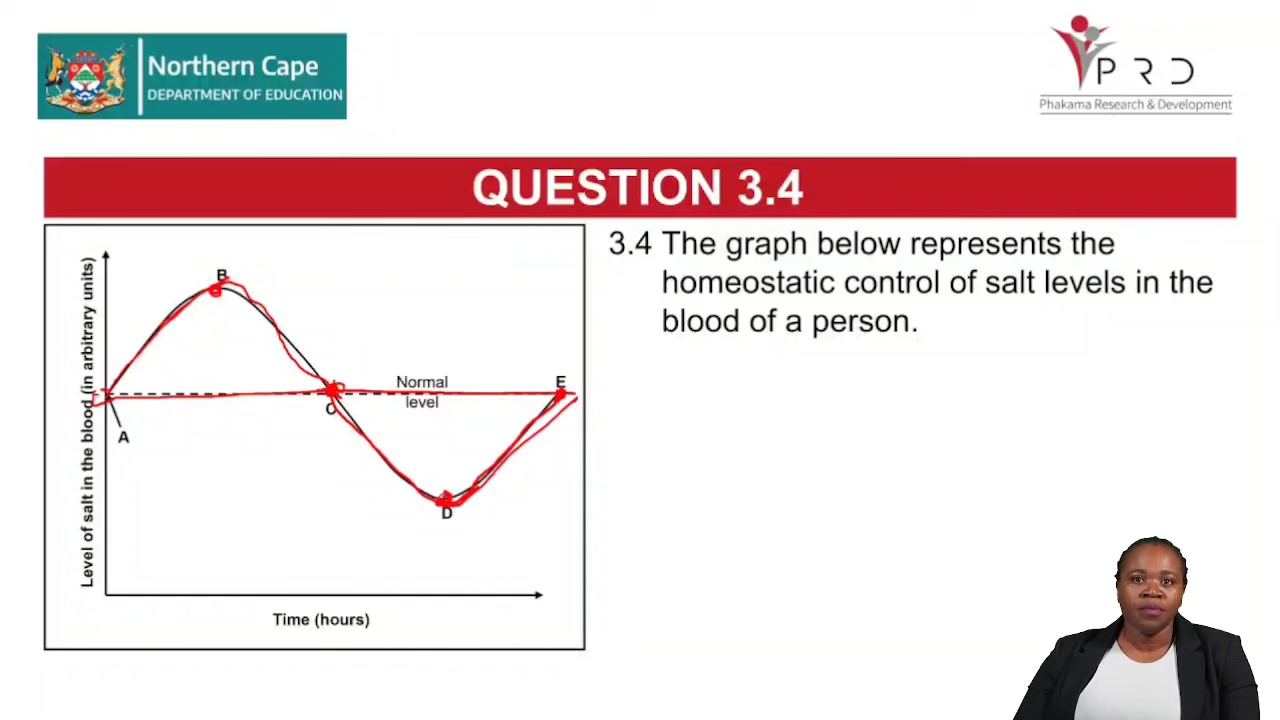 Northern Cape
DEPARTMENT OF EDUCATION
PRD
Phakama Research & Development
QUESTION 3.4
3.4 The graph below represents the
homeostatic control of salt levels in the
blood of a person.
Level of salt in the blood (in arbitrary units)
B
Normal
level
E
C
A
D
Time (hours)